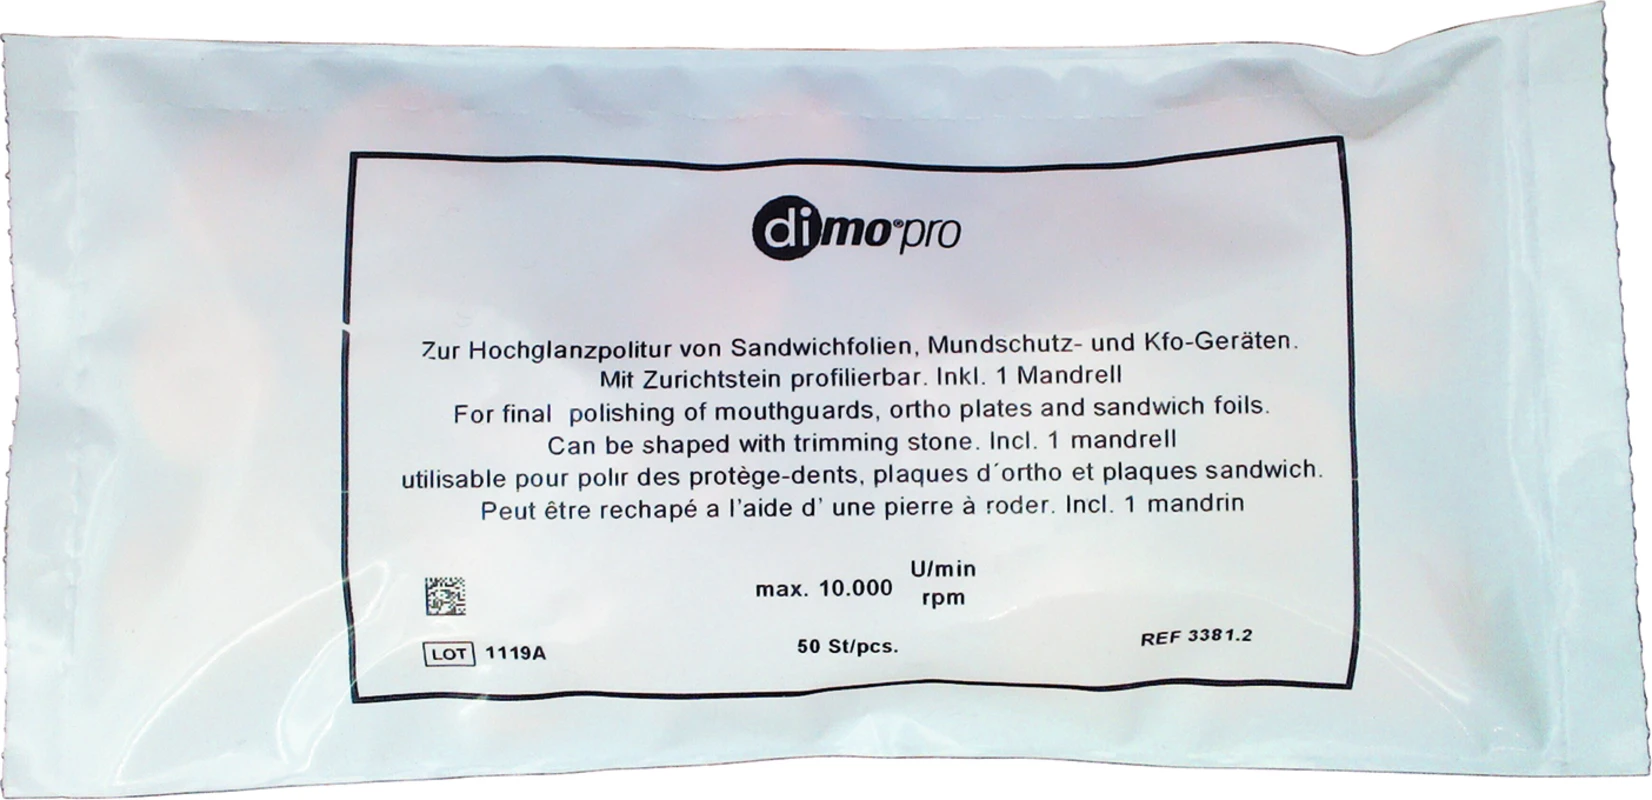 dimo®pro
Zur Hochglanzpolitur von Sandwichfolien, Mundschutz- und Kfo-Geräten.
Mit Zurichtstein profilierbar. Inkl. 1 Mandrell
For final polishing of mouthguards, ortho plates and sandwich foils.
Can be shaped with trimming stone. Incl. 1 mandrell
utilisable pour polir des protège-dents, plaques d´ortho et plaques sandwich.
Peut être rechapé a l'aide d' une pierre à roder. Incl. 1 mandrin
max. 10.000 U/min
rpm
LOT 1119A 50 St/pcs. REF 3381.2